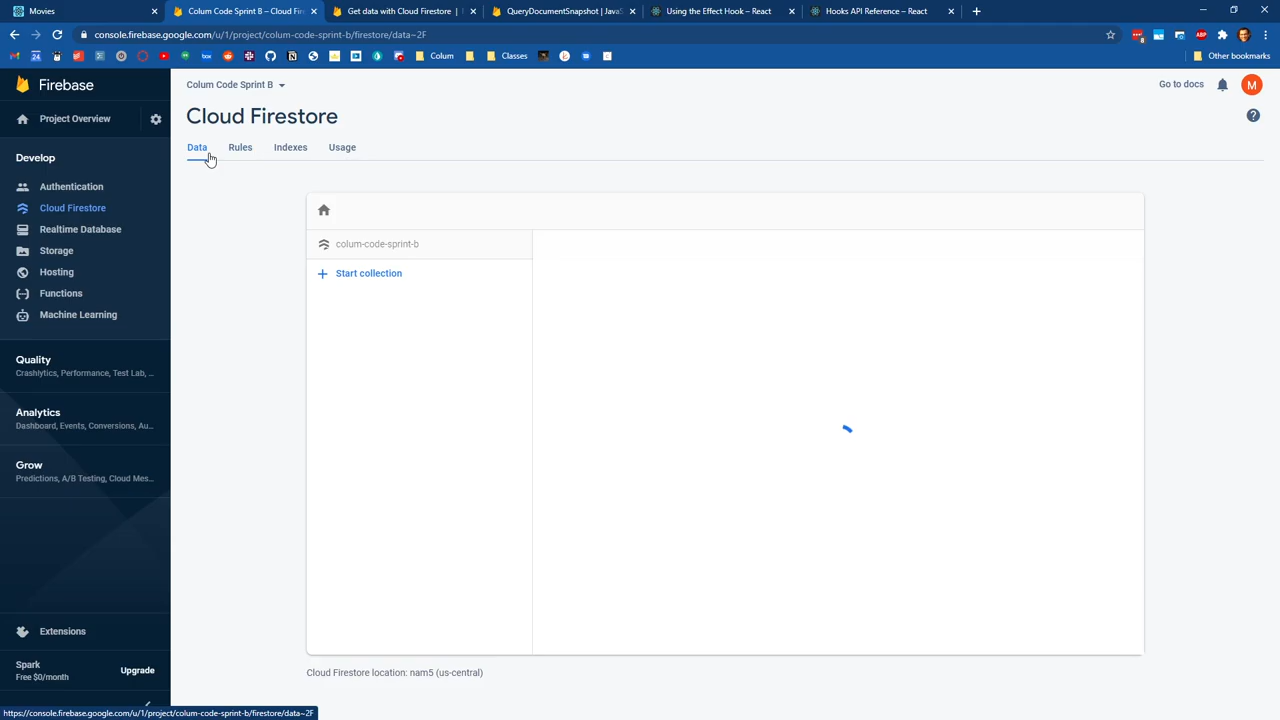 Movies
Colum Code Sprint B – Cloud Fire
Get data with Cloud Firestore |
QueryDocumentSnapshot | JavaS
Using the Effect Hook – React
Hooks API Reference – React
console.firebase.google.com/u/1/project/colum-code-sprint-b/firestore/data~2F
Colum
Classes
Other bookmarks
Firebase
Colum Code Sprint B
Go to docs
M
Project Overview
Cloud Firestore
Data
Rules
Indexes
Usage
Develop
Authentication
Cloud Firestore
Realtime Database
Storage
Hosting
Functions
Machine Learning
colum-code-sprint-b
Start collection
Quality
Crashlytics, Performance, Test Lab, ...
Analytics
Dashboard, Events, Conversions, Au...
Grow
Predictions, A/B Testing, Cloud Mes...
Extensions
Spark
Free $0/month
Upgrade
Cloud Firestore location: nam5 (us-central)
https://console.firebase.google.com/u/1/project/colum-code-sprint-b/firestore/data~2F